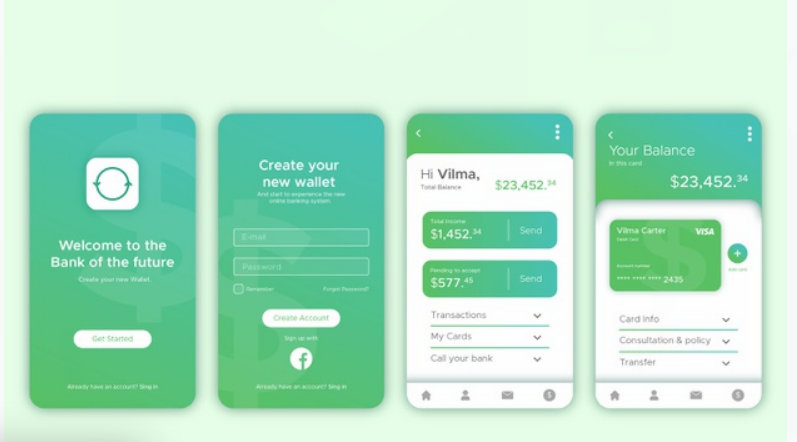 Welcome to the
Bank of the future
Create your new Wallet.
Get Started
Already have an account? Sing in
Create your
new wallet
And start to experience the new
online banking system
E-mail
Password
Remember
Forgot Password?
Create Account
Sign up with
f
Already have an account? Sing in
Hi Vilma,
Total Balance
$23,452.34
Total Income
$1,452.34
Send
Pending to accept
$577.45
Send
Transactions
My Cards
Call your bank
$
Your Balance
In this card
$23,452.34
Vilma Carter
VISA
Debit Card
Account number
**** **** **** 2435
Add card
Card Info
Consultation & policy
Transfer
$